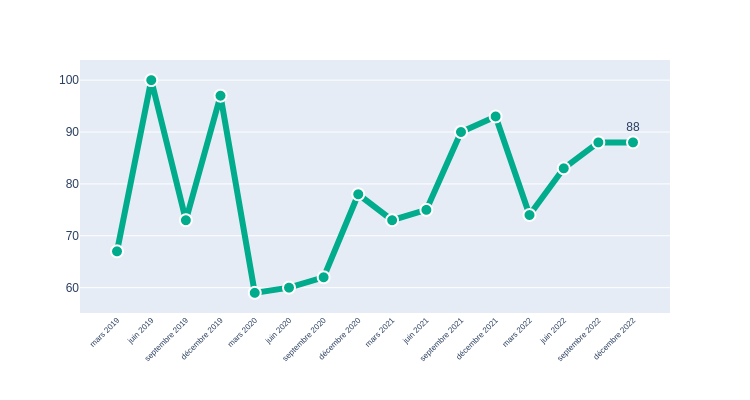 100
90
80
70
60
88
mars 2019
juin 2019
septembre 2019
décembre 2019
mars 2020
juin 2020
septembre 2020
décembre 2020
mars 2021
juin 2021
septembre 2021
décembre 2021
mars 2022
juin 2022
septembre 2022
décembre 2022